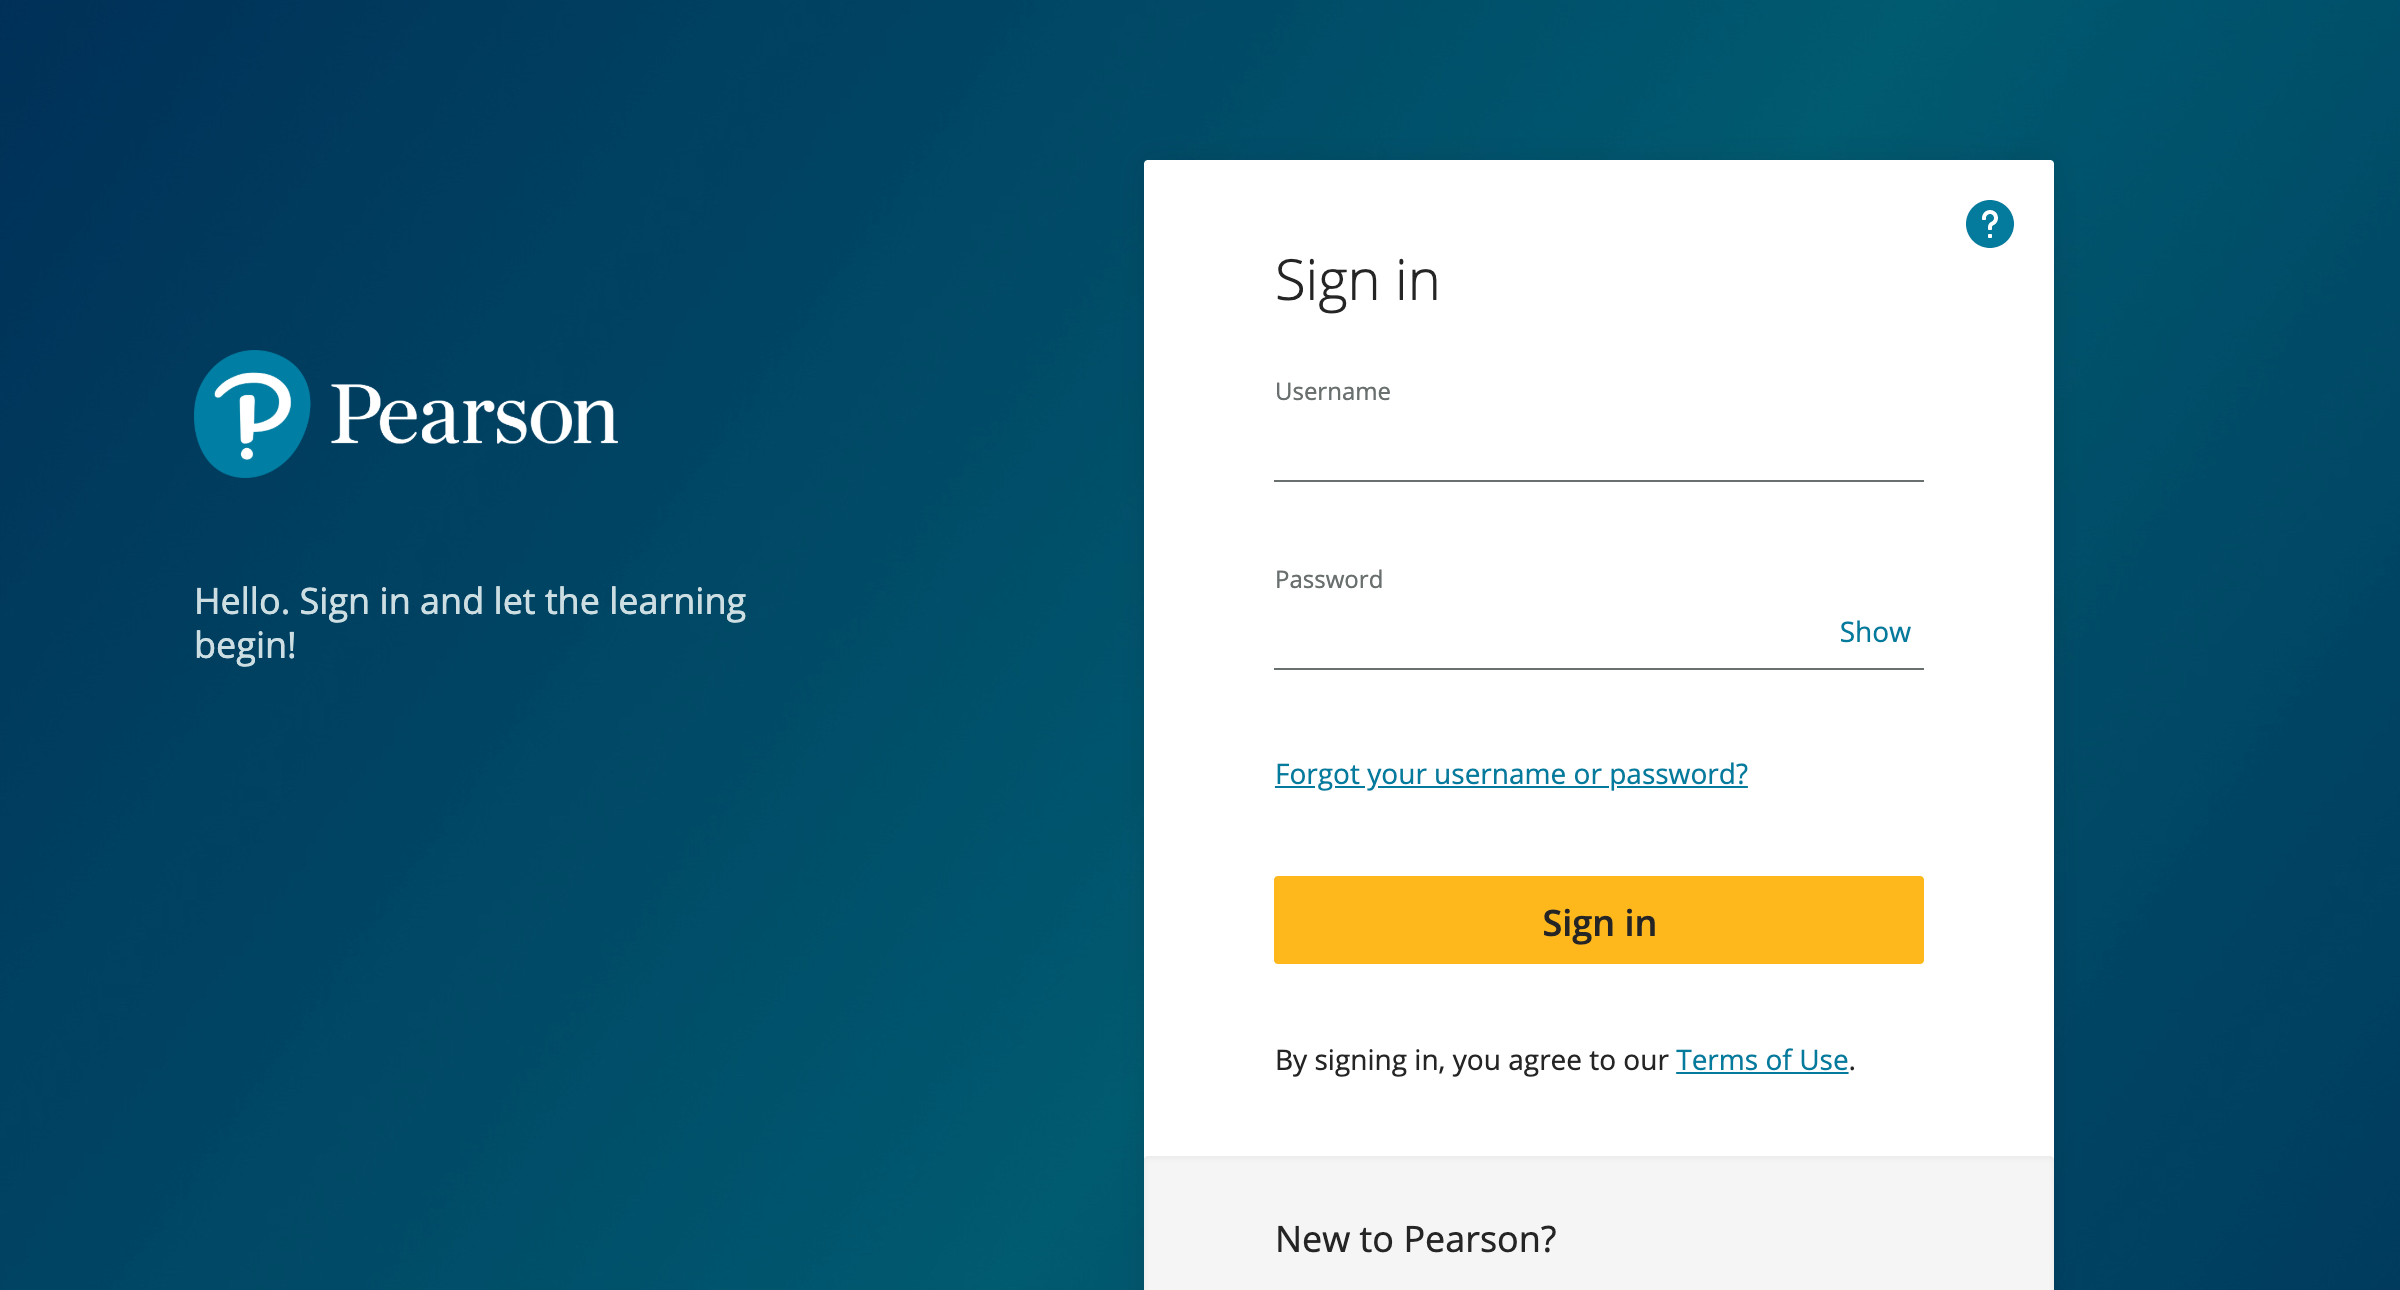 Pearson
Hello. Sign in and let the learning
begin!
?
Sign in
Username
Password
Show
Forgot your username or password?
Sign in
By signing in, you agree to our Terms of Use.
New to Pearson?